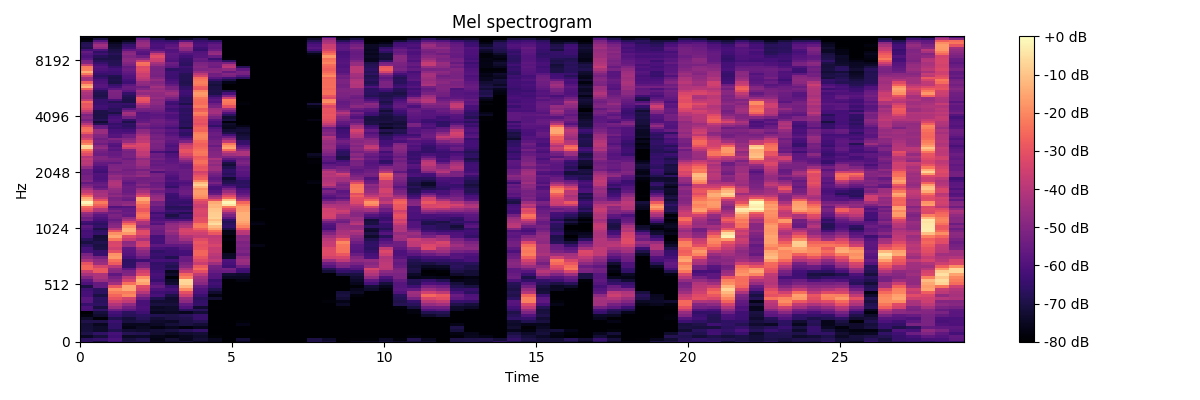 Mel spectrogram
Hz
8192
4096
2048
1024
512
0
0 5 10 15 20 25
Time
+0 dB
-10 dB
-20 dB
-30 dB
-40 dB
-50 dB
-60 dB
-70 dB
-80 dB